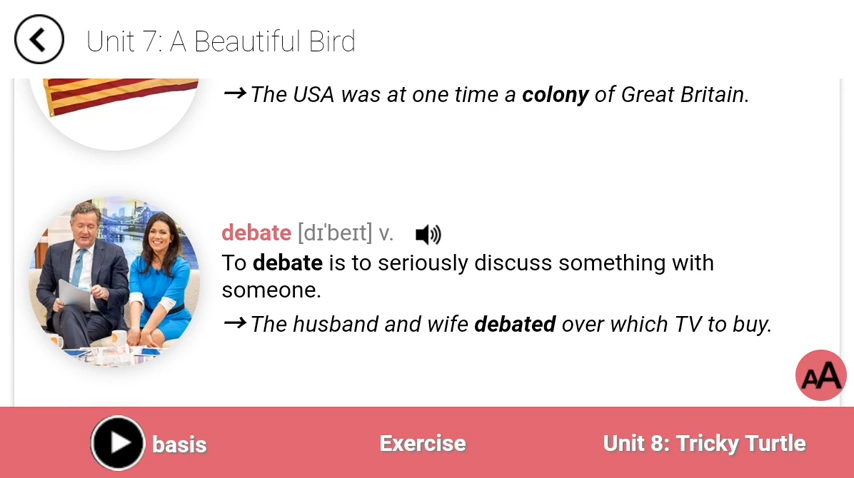 Unit 7: A Beautiful Bird
→ The USA was at one time a colony of Great Britain.
debate [dɪˈbeɪt] v.
To debate is to seriously discuss something with
someone.
→ The husband and wife debated over which TV to buy.
AA
basis
Exercise
Unit 8: Tricky Turtle